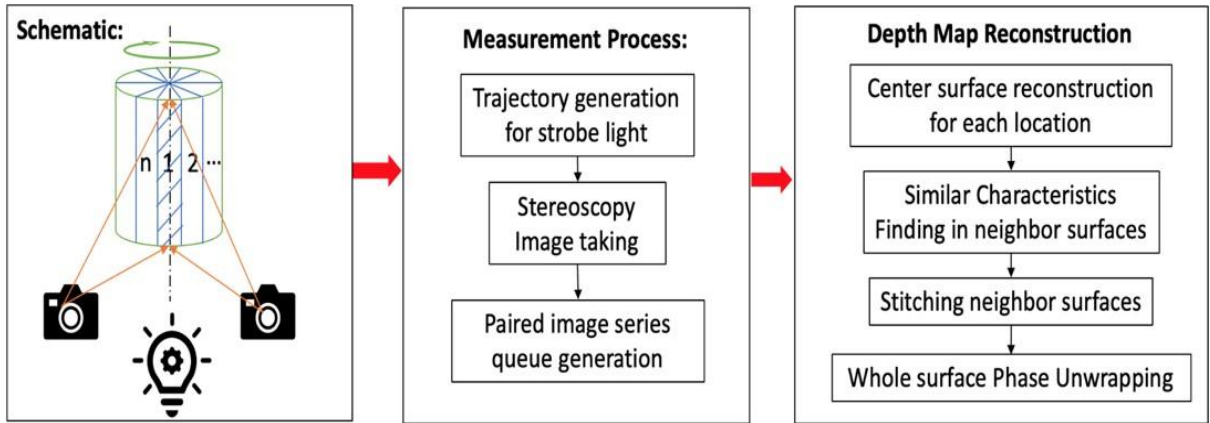 Schematic:
n 1 2 ...
Measurement Process:
Trajectory generation
for strobe light
Stereoscopy
Image taking
Paired image series
queue generation
Depth Map Reconstruction
Center surface reconstruction
for each location
Similar Characteristics
Finding in neighbor surfaces
Stitching neighbor surfaces
Whole surface Phase Unwrapping